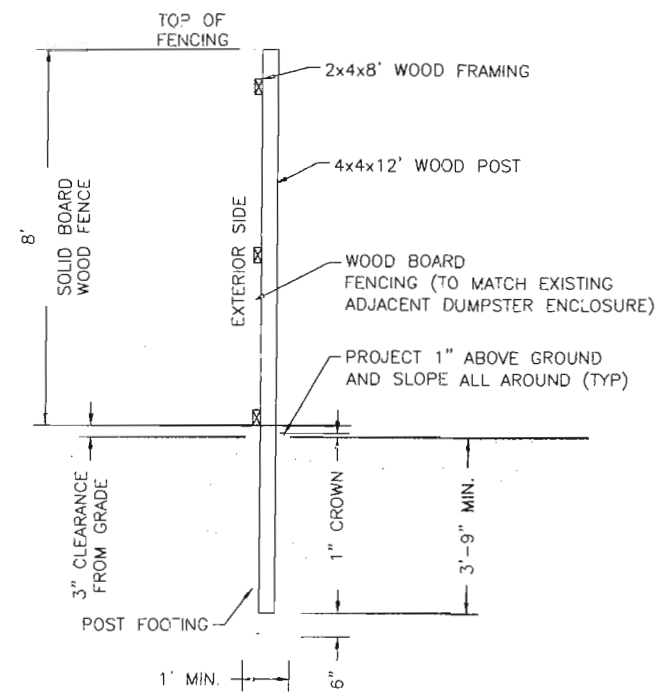 TOP OF
FENCING
2x4x8' WOOD FRAMING
4x4x12' WOOD POST
8'
SOLID BOARD
WOOD FENCE
EXTERIOR SIDE
WOOD BOARD
FENCING (TO MATCH EXISTING
ADJACENT DUMPSTER ENCLOSURE)
PROJECT 1" ABOVE GROUND
AND SLOPE ALL AROUND (TYP)
3" CLEARANCE
FROM GRADE
1" CROWN
3'-9" MIN.
POST FOOTING
1' MIN.
6"